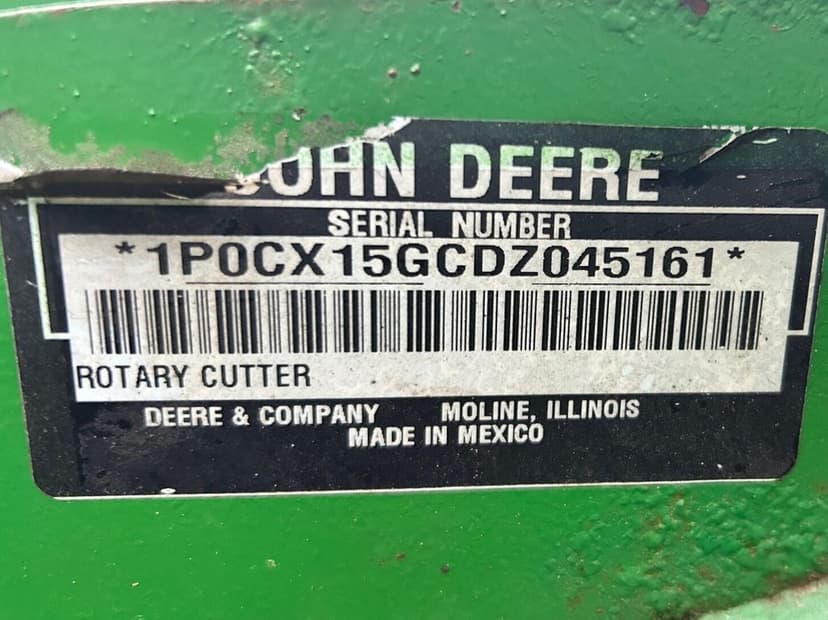 JOHN DEERE
SERIAL NUMBER
*1P0CX15GCDZ045161*
ROTARY CUTTER
DEERE & COMPANY MOLINE, ILLINOIS
MADE IN MEXICO